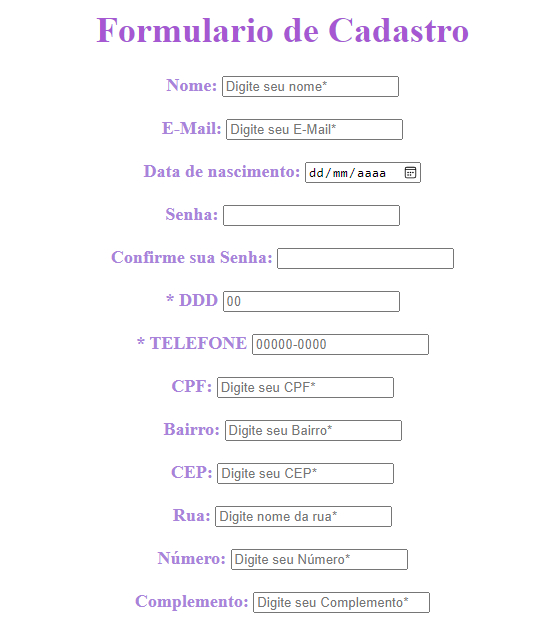 Formulario de Cadastro
Nome: Digite seu nome*
E-Mail: Digite seu E-Mail*
Data de nascimento: dd/mm/aaaa
Senha:
Confirme sua Senha:
* DDD 00
* TELEFONE 00000-0000
CPF: Digite seu CPF*
Bairro: Digite seu Bairro*
CEP: Digite seu CEP*
Rua: Digite nome da rua*
Número: Digite seu Número*
Complemento: Digite seu Complemento*